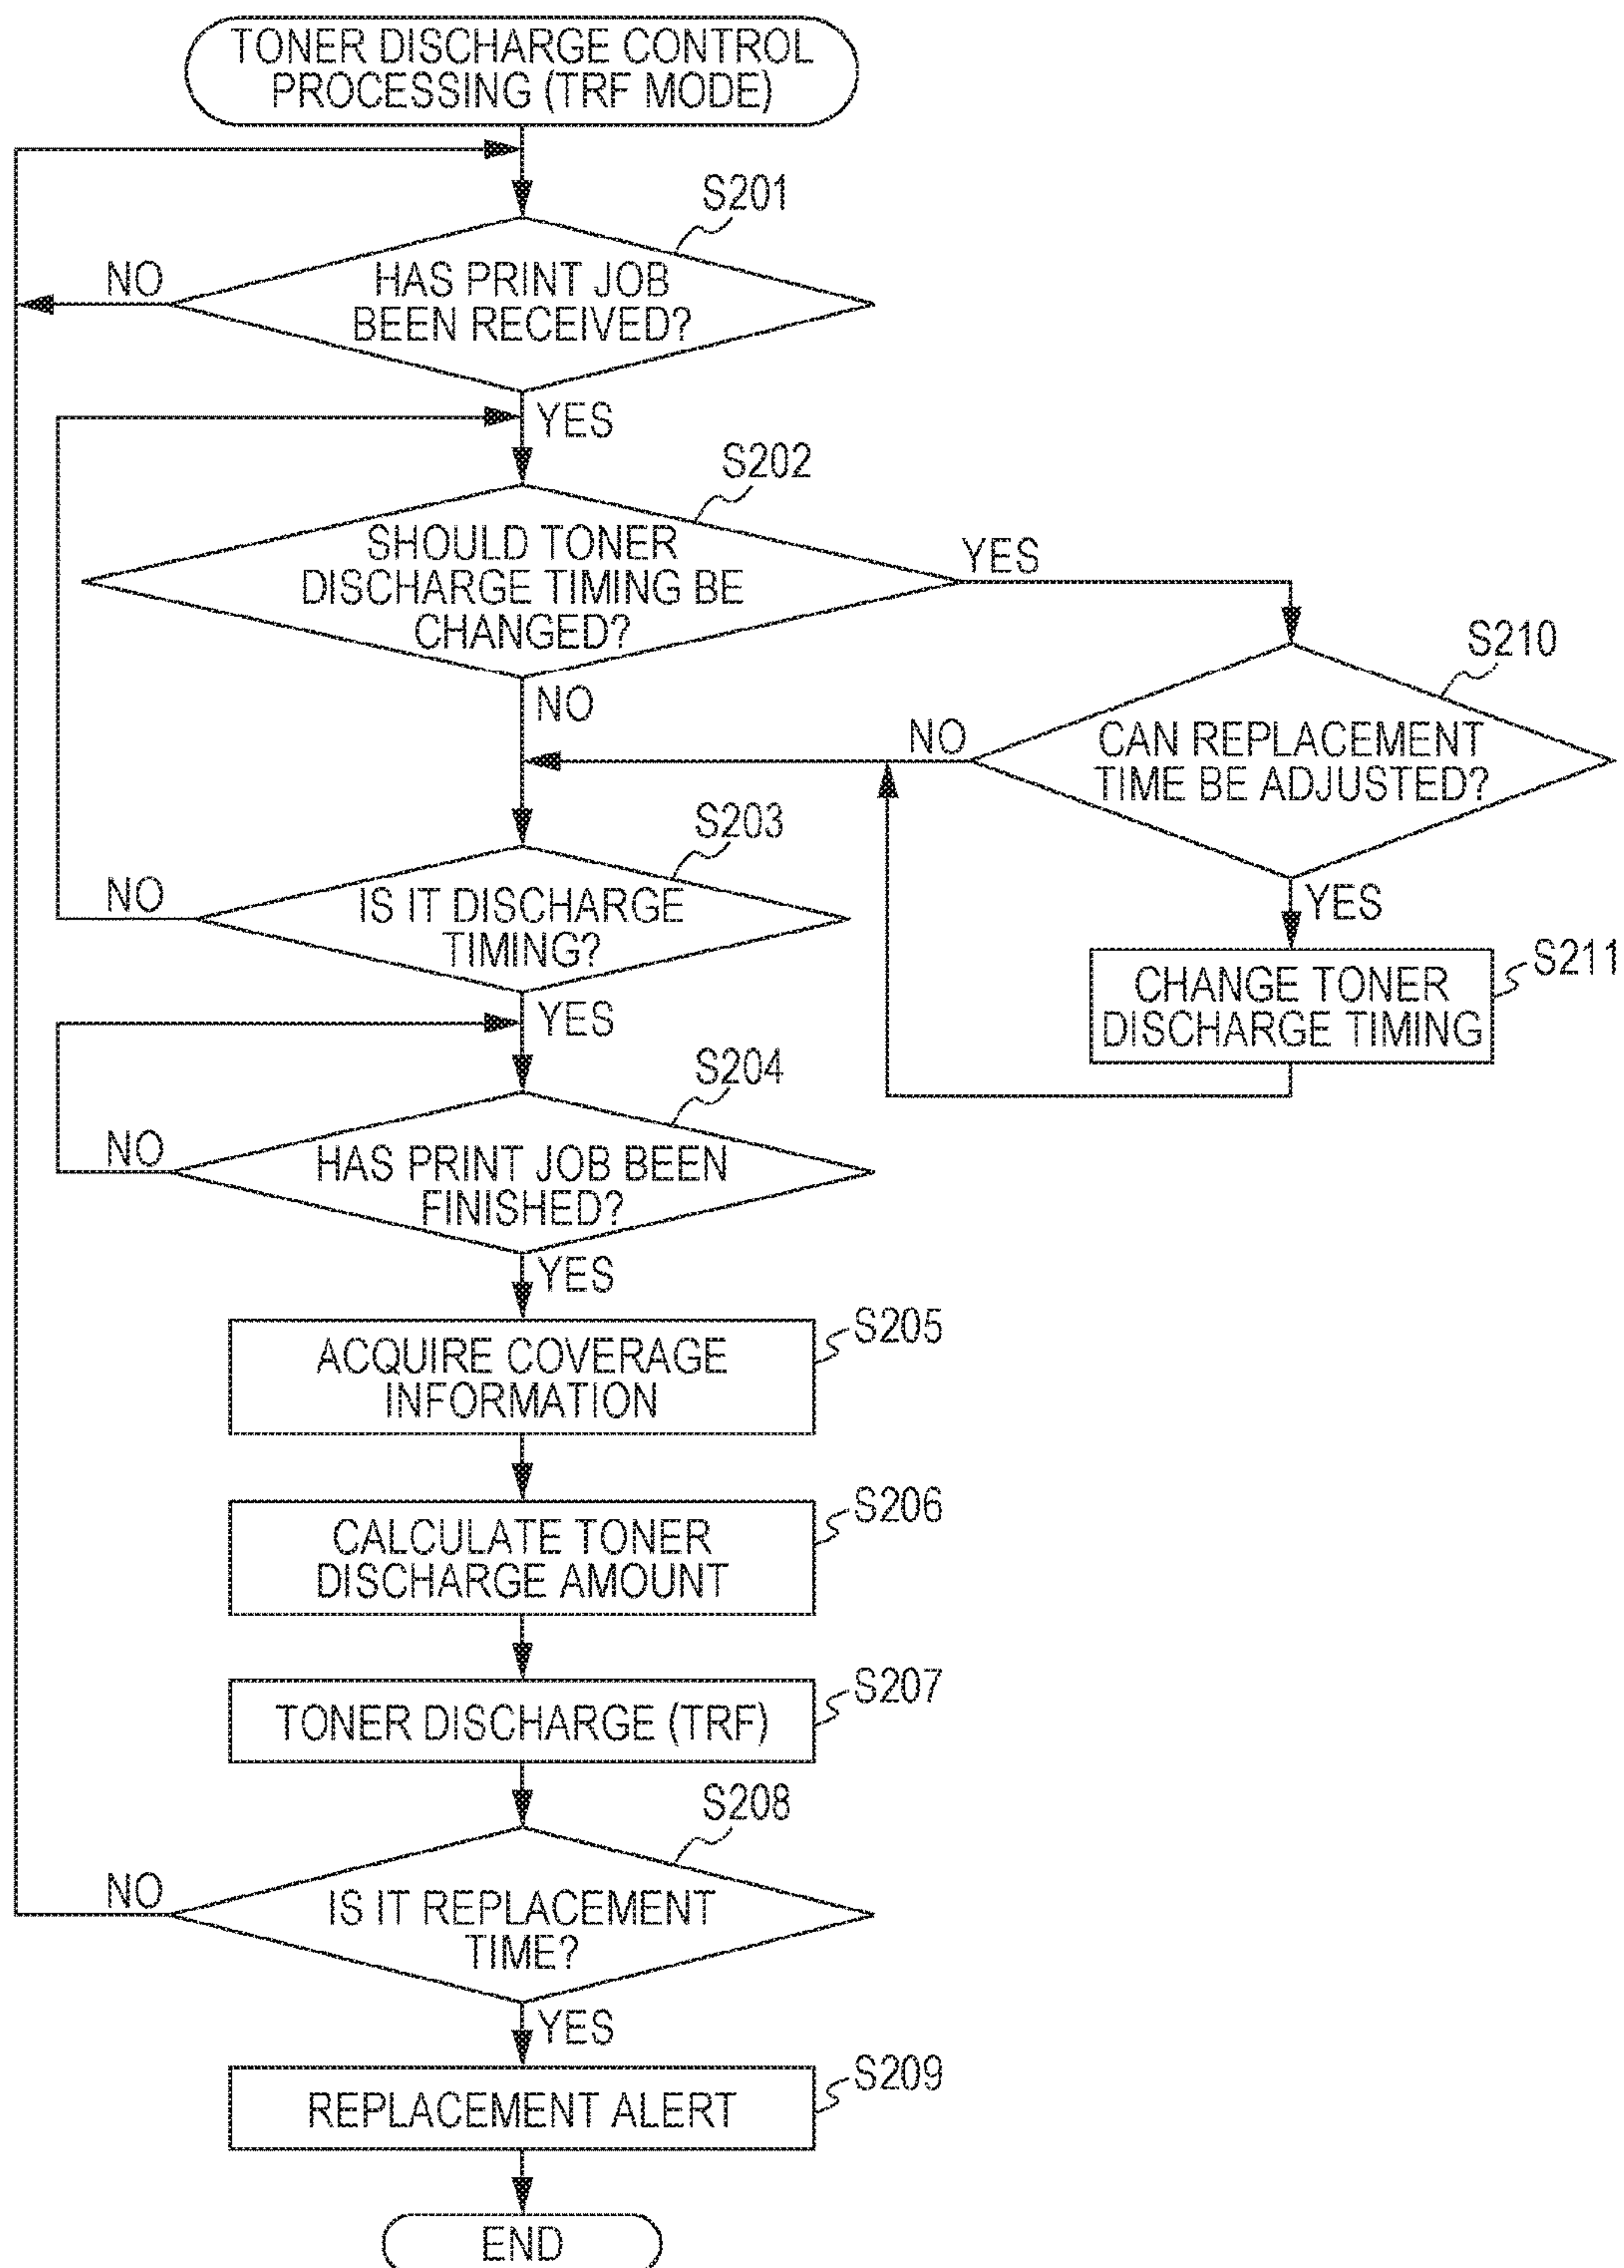 TONER DISCHARGE CONTROL
PROCESSING (TRF MODE)
S201
NO
HAS PRINT JOB
BEEN RECEIVED?
YES
S202
SHOULD TONER
DISCHARGE TIMING BE
CHANGED?
YES
NO
S210
NO
CAN REPLACEMENT
TIME BE ADJUSTED?
YES
S211
CHANGE TONER
DISCHARGE TIMING
S203
NO
IS IT DISCHARGE
TIMING?
YES
S204
NO
HAS PRINT JOB BEEN
FINISHED?
YES
S205
ACQUIRE COVERAGE
INFORMATION
S206
CALCULATE TONER
DISCHARGE AMOUNT
S207
TONER DISCHARGE (TRF)
S208
NO
IS IT REPLACEMENT
TIME?
YES
S209
REPLACEMENT ALERT
END